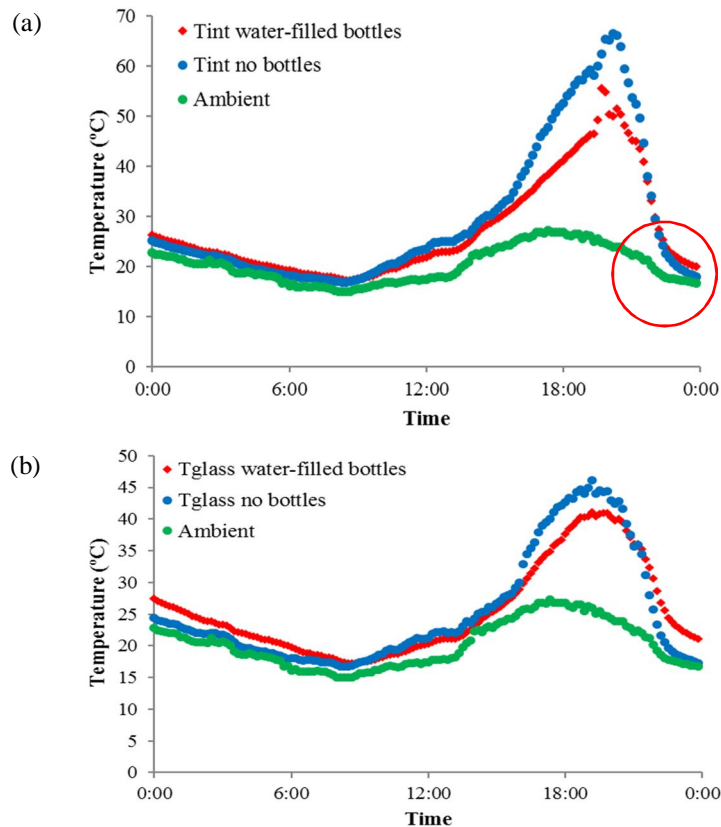 (a)
70
60
50
40
30
20
10
0
Temperature (ºC)
Tint water-filled bottles
Tint no bottles
Ambient
0:00 6:00 12:00 18:00 0:00
Time
(b)
50
45
40
35
30
25
20
15
10
5
0
Temperature (ºC)
Tglass water-filled bottles
Tglass no bottles
Ambient
0:00 6:00 12:00 18:00 0:00
Time